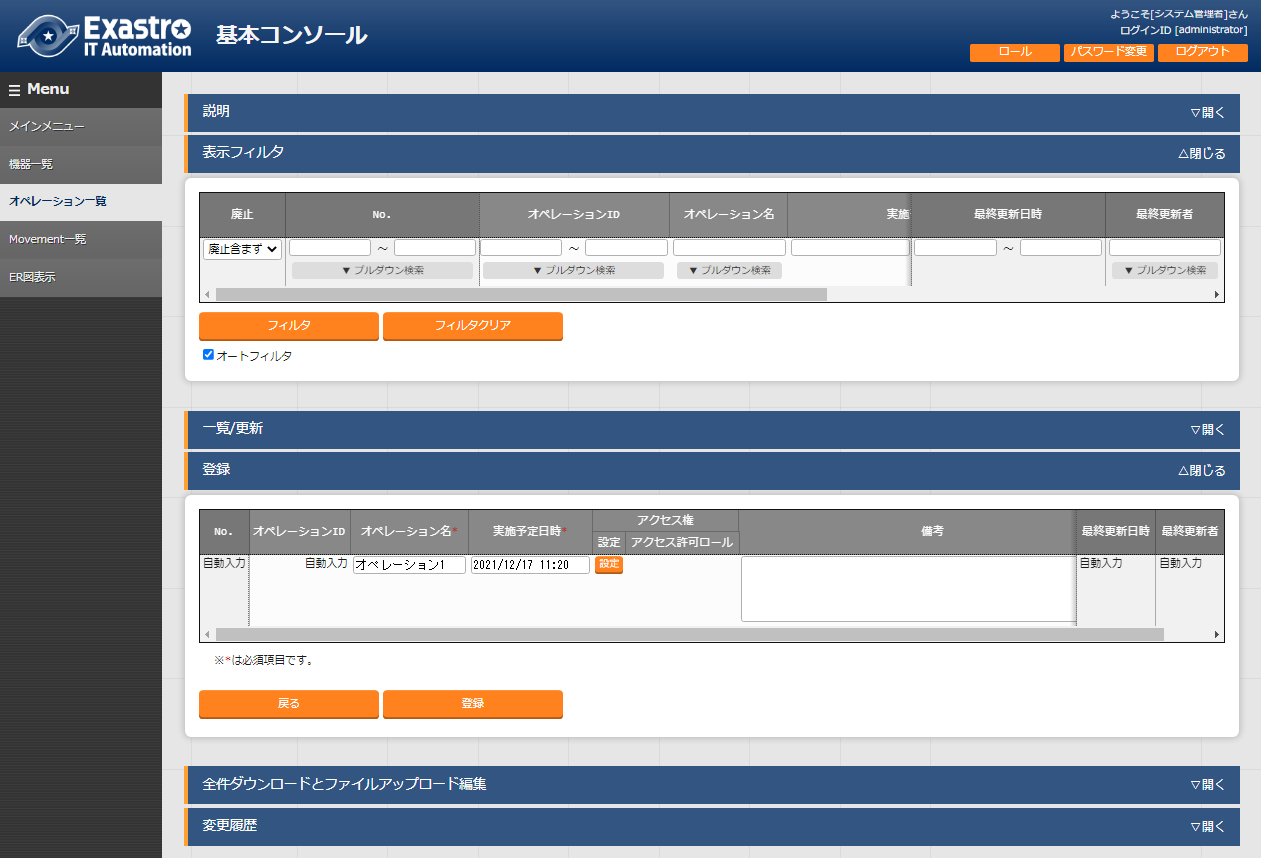 Exastro
IT Automation
基本コンソール
ようこそ[システム管理者]さん
ログインID [administrator]
ロール パスワード変更 ログアウト
Menu
メインメニュー
機器一覧
オペレーション一覧
Movement一覧
ER図表示
説明 ▽開く
表示フィルタ △閉じる
廃止 No. オペレーションID オペレーション名 実施 最終更新日時 最終更新者
廃止含まず ～ ～ ～
▼プルダウン検索 ▼プルダウン検索 ▼プルダウン検索 ▼プルダウン検索
フィルタ フィルタクリア
オートフィルタ
一覧/更新 ▽開く
登録 △閉じる
No. オペレーションID オペレーション名* 実施予定日時* アクセス権 備考 最終更新日時 最終更新者
設定 アクセス許可ロール
自動入力 自動入力 オペレーション1 2021/12/17 11:20 設定 自動入力 自動入力
※*は必須項目です。
戻る 登録
全件ダウンロードとファイルアップロード編集 ▽開く
変更履歴 ▽開く